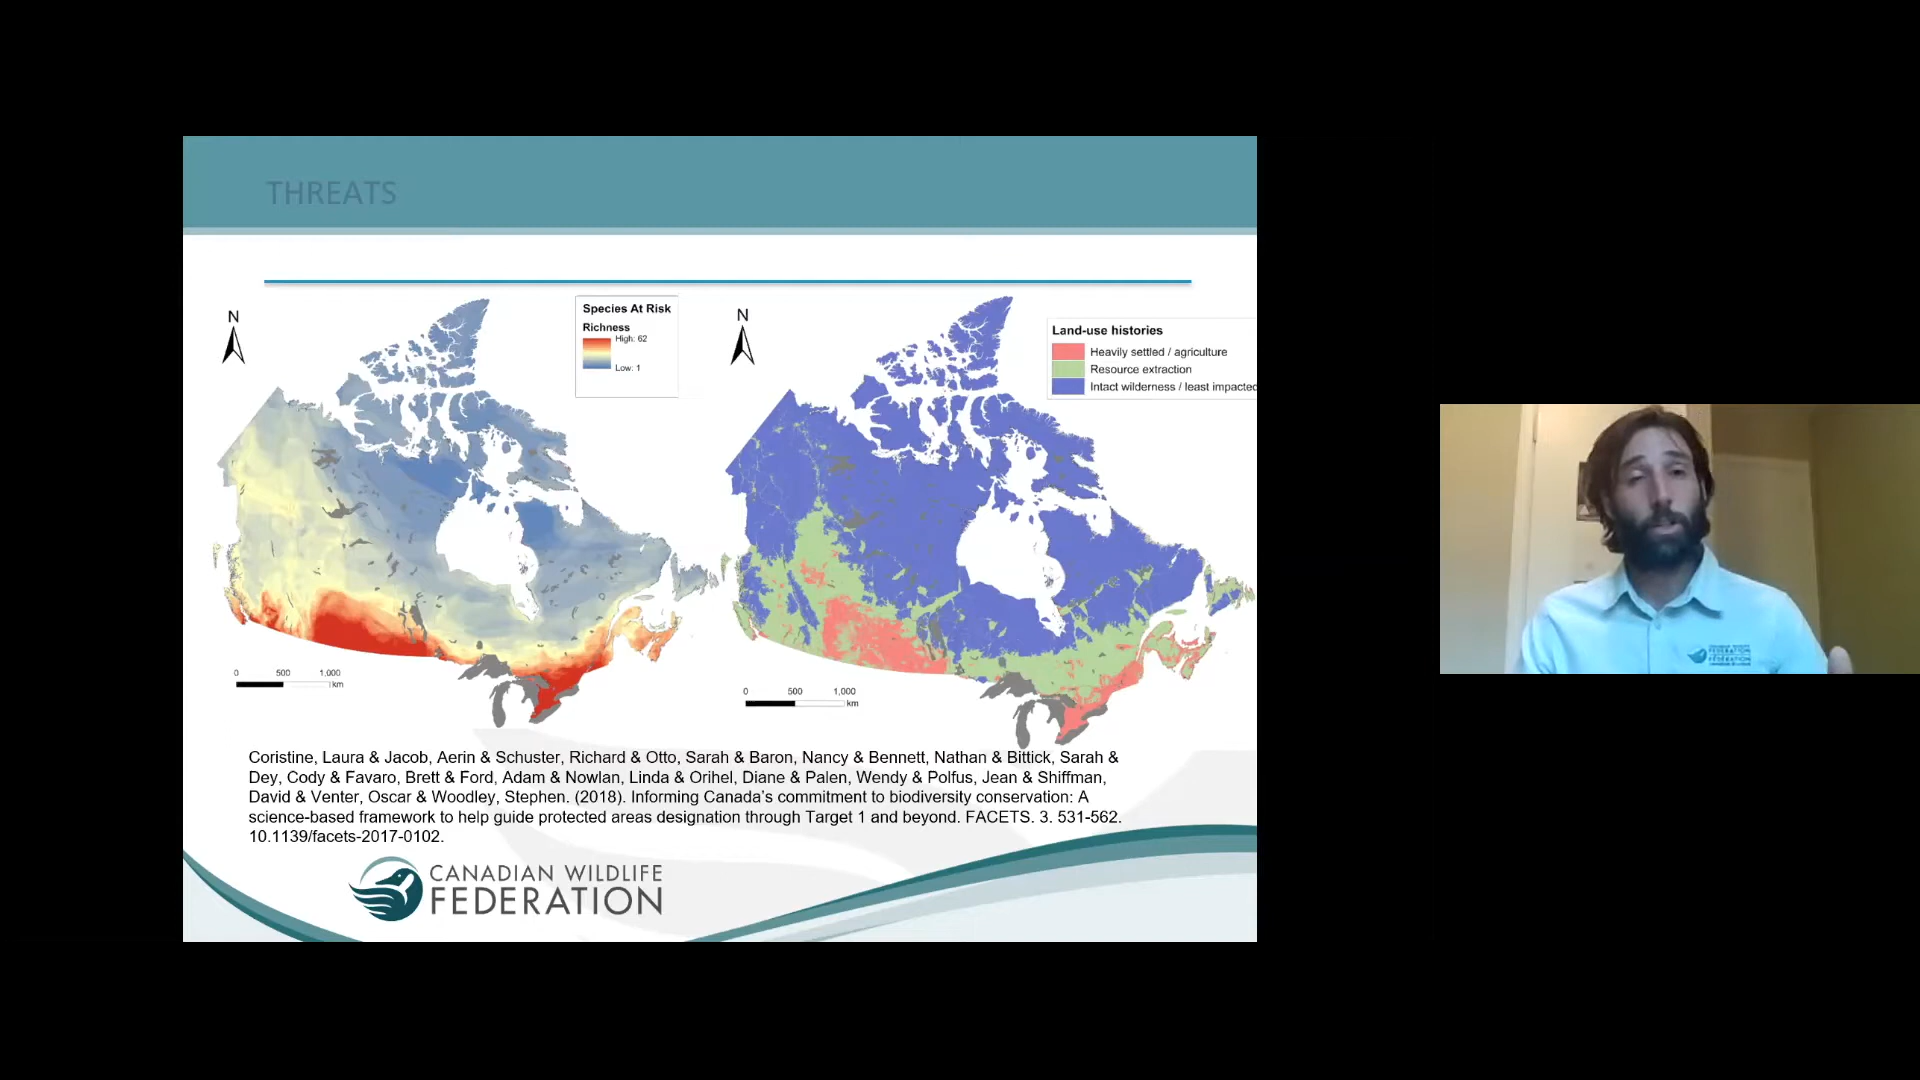 THREATS
N
Species At Risk
Richness
High: 62
Low: 1
0 500 1,000
km
N
Land-use histories
Heavily settled / agriculture
Resource extraction
Intact wilderness / least impacted
0 500 1,000
km
Coristine, Laura & Jacob, Aerin & Schuster, Richard & Otto, Sarah & Baron, Nancy & Bennett, Nathan & Bittick, Sarah &
Dey, Cody & Favaro, Brett & Ford, Adam & Nowlan, Linda & Orihel, Diane & Palen, Wendy & Polfus, Jean & Shiffman,
David & Venter, Oscar & Woodley, Stephen. (2018). Informing Canada’s commitment to biodiversity conservation: A
science-based framework to help guide protected areas designation through Target 1 and beyond. FACETS. 3. 531-562.
10.1139/facets-2017-0102.
CANADIAN WILDLIFE
FEDERATION
CANADIAN WILDLIFE
FEDERATION